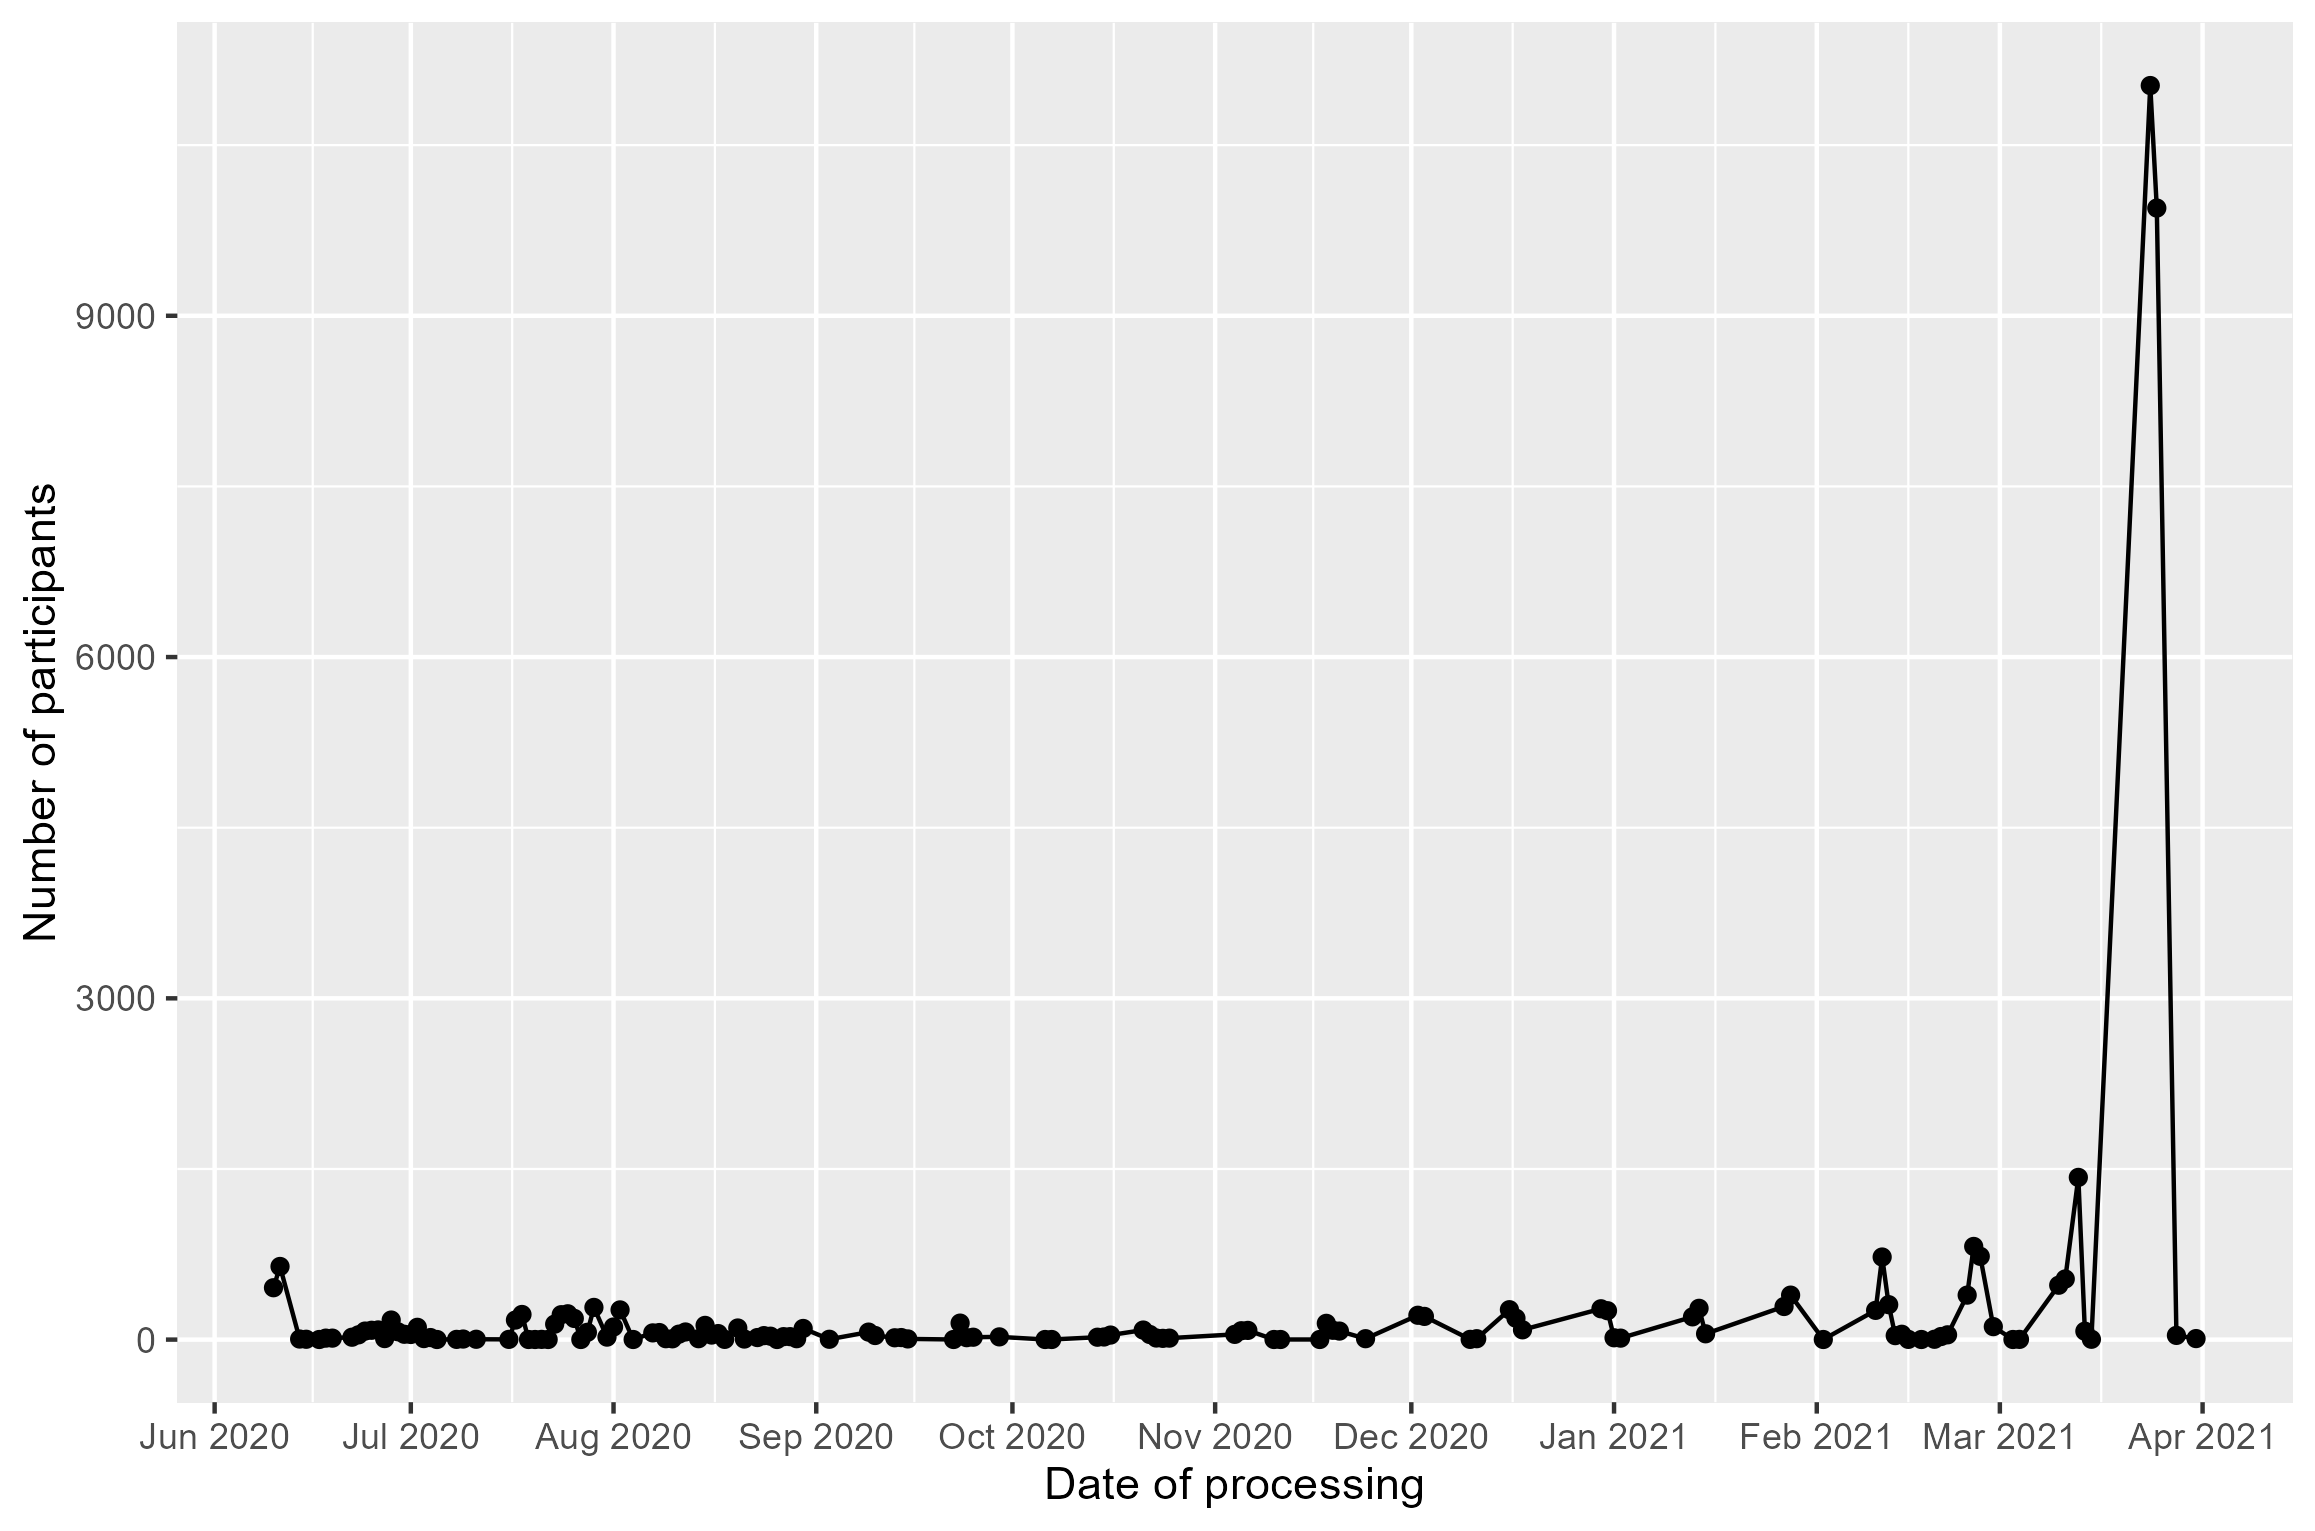 Number of participants
9000
6000
3000
0
Jun 2020 Jul 2020 Aug 2020 Sep 2020 Oct 2020 Nov 2020 Dec 2020 Jan 2021 Feb 2021 Mar 2021 Apr 2021
Date of processing